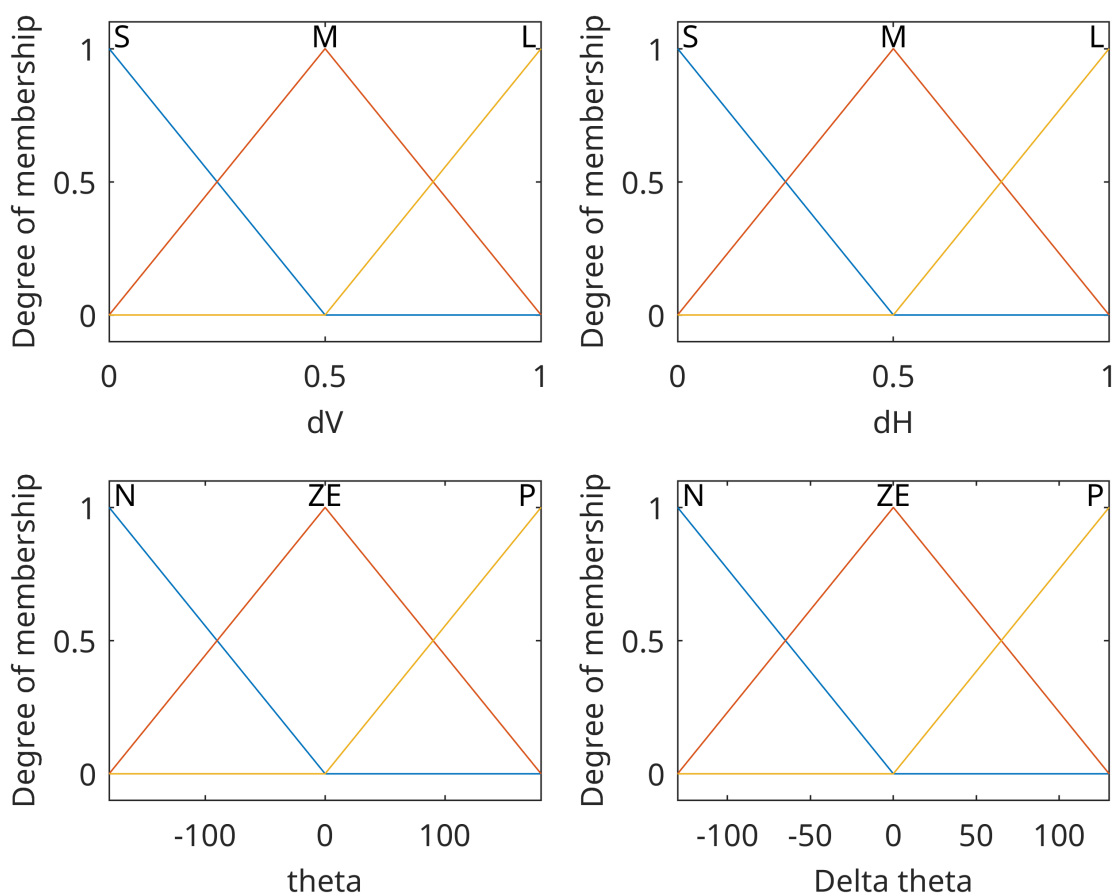 S M L
1
0.5
0
Degree of membership
0 0.5 1
dV
S M L
1
0.5
0
Degree of membership
0 0.5 1
dH
N ZE P
1
0.5
0
Degree of membership
-100 0 100
theta
N ZE P
1
0.5
0
Degree of membership
-100 -50 0 50 100
Delta theta